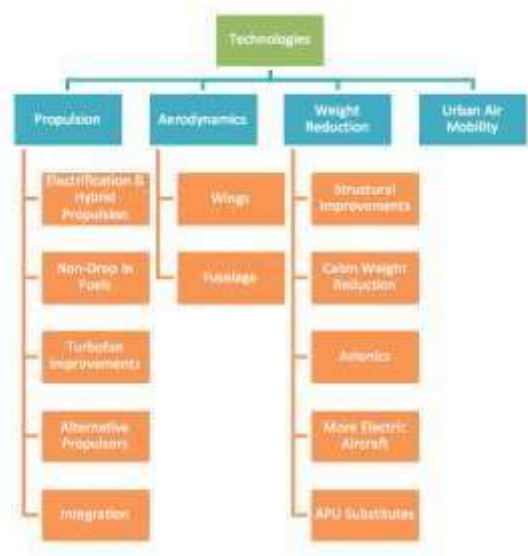 Technologies
Propulsion
Aerodynamics
Weight
Reduction
Urban Air
Mobility
Electrification &
Hybrid
Propulsion
Non-Drop In
Fuels
Turbofan
Improvements
Alternative
Propulsors
Integration
Wings
Fuselage
Structural
Improvements
Cabin Weight
Reduction
Avionics
More Electric
Aircraft
APU Substitutes